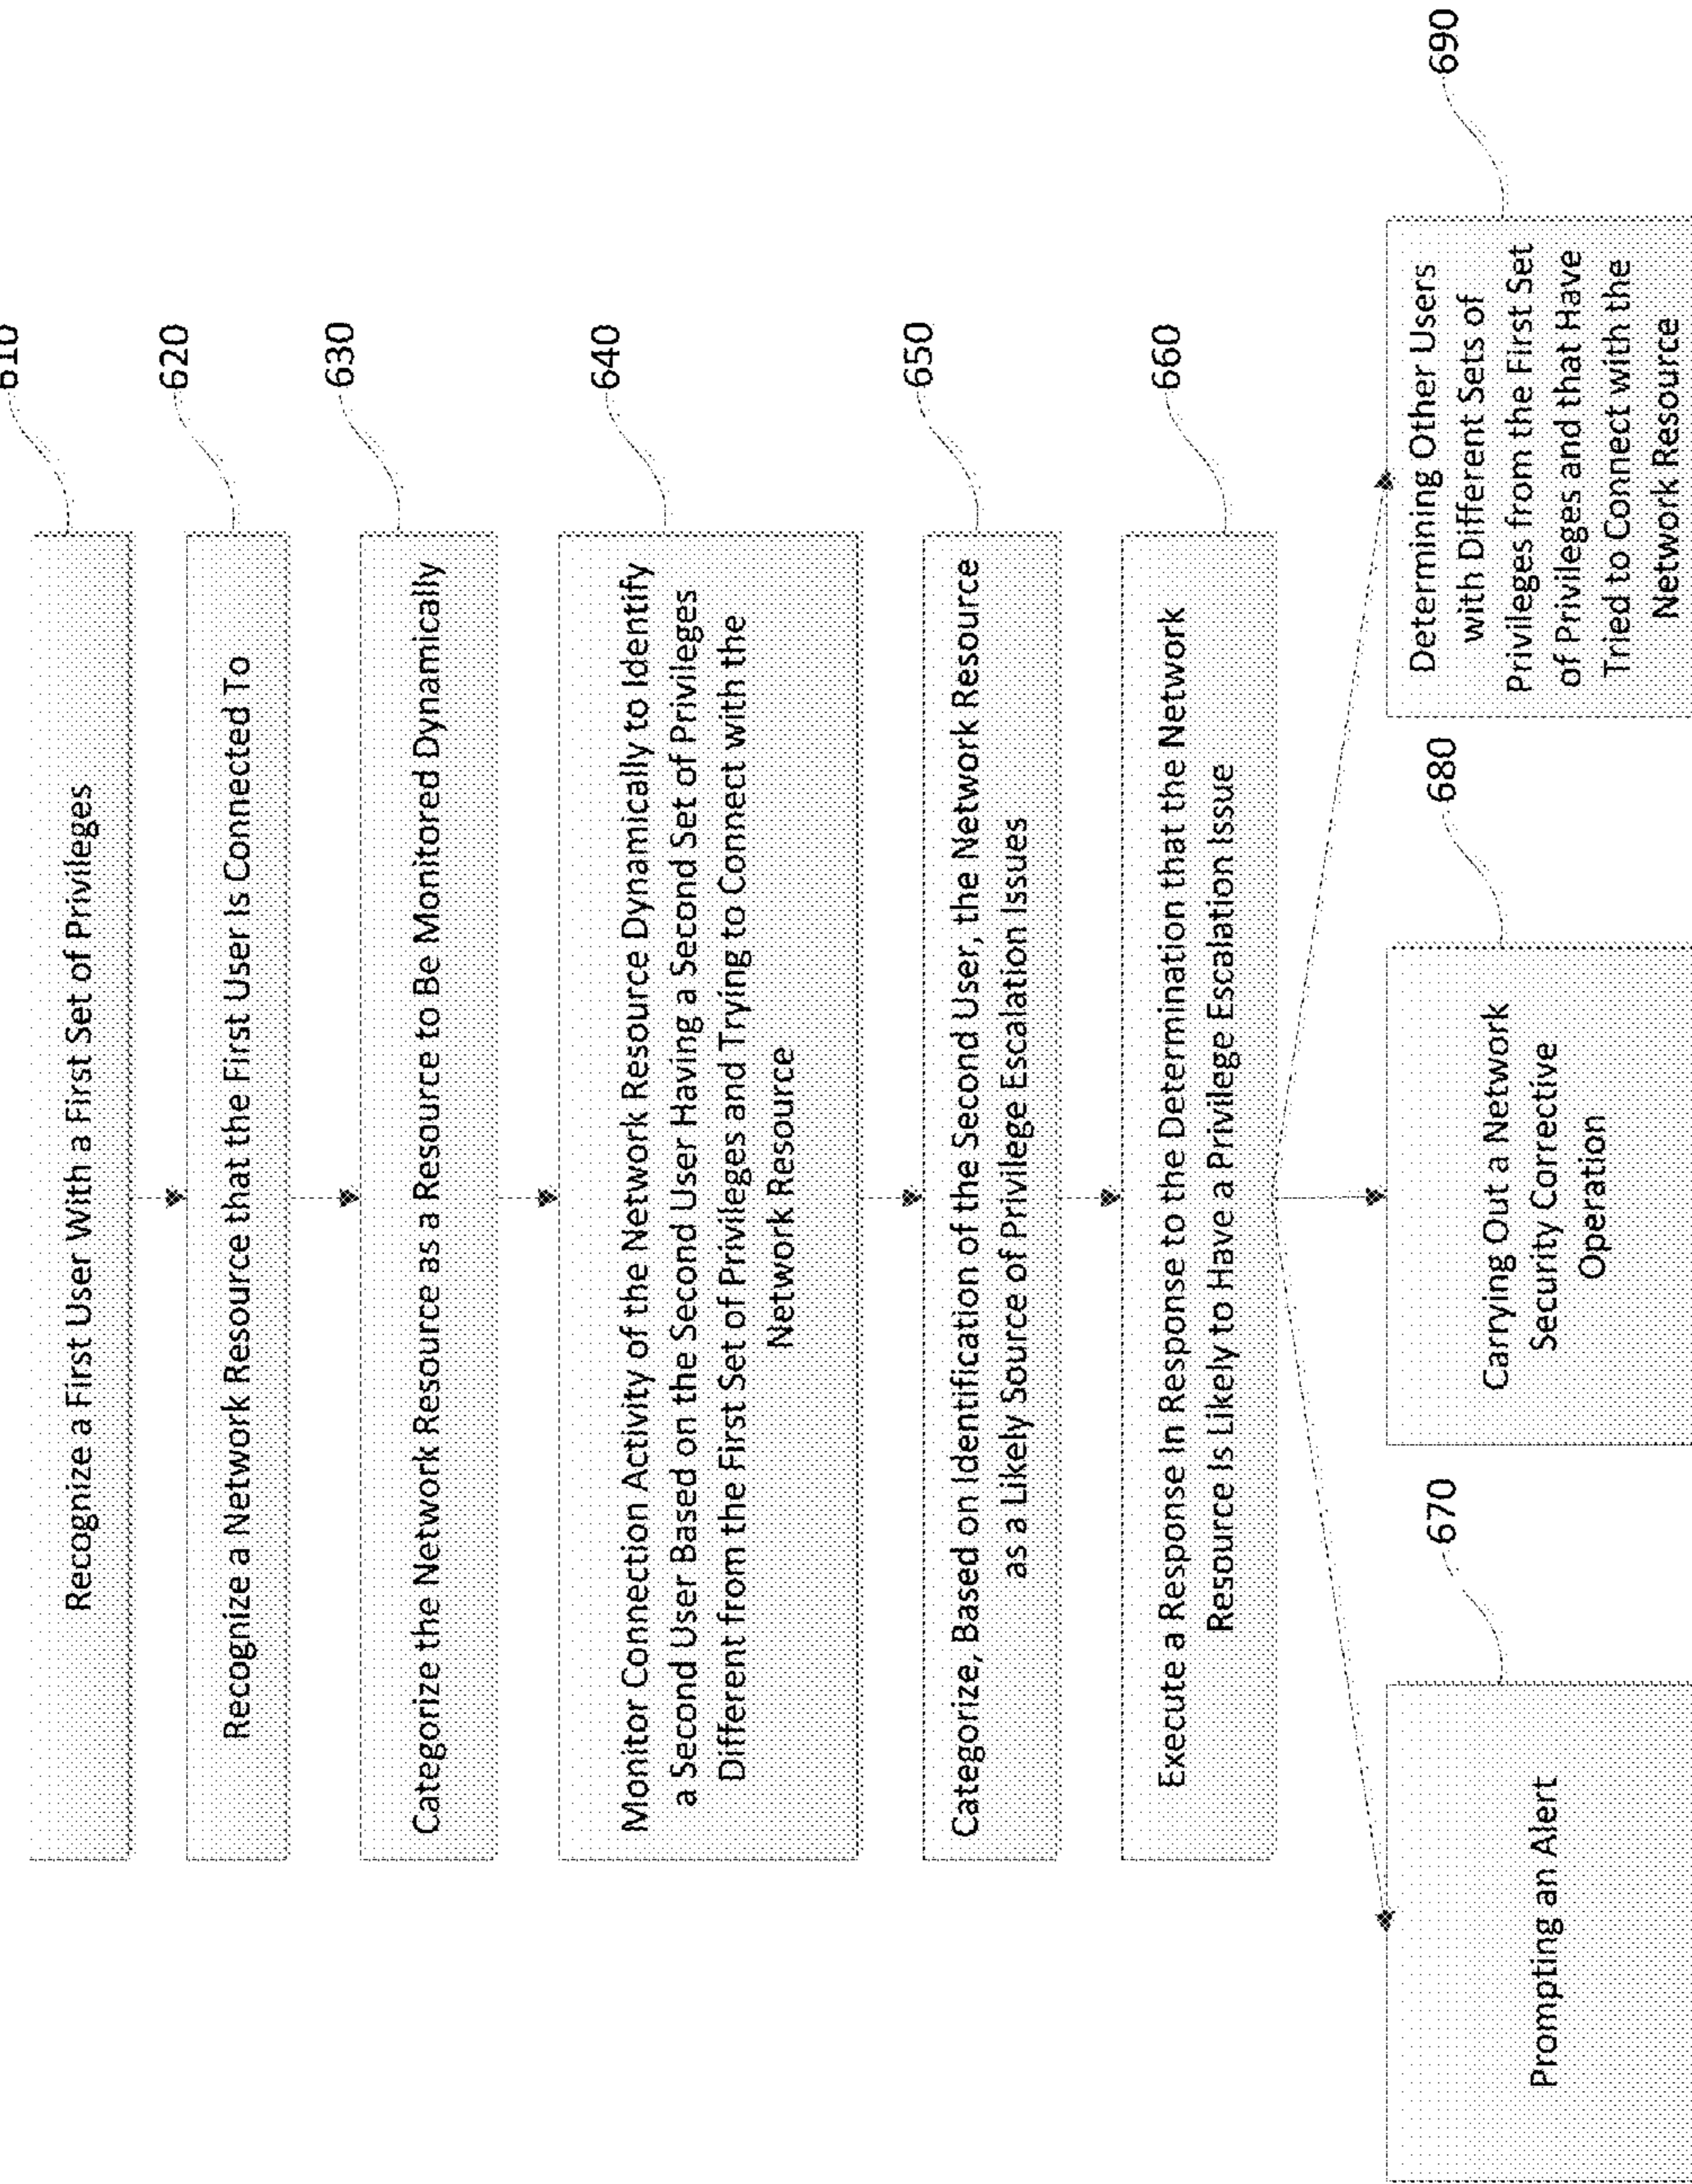 610
Recognize a First User With a First Set of Privileges
620
Recognize a Network Resource that the First User Is Connected To
630
Categorize the Network Resource as a Resource to Be Monitored Dynamically
640
Monitor Connection Activity of the Network Resource Dynamically to Identify
a Second User Based on the Second User Having a Second Set of Privileges
Different from the First Set of Privileges and Trying to Connect with the
Network Resource
650
Categorize, Based on Identification of the Second User, the Network Resource
as a Likely Source of Privilege Escalation Issues
660
Execute a Response In Response to the Determination that the Network
Resource Is Likely to Have a Privilege Escalation Issue
670
Prompting an Alert
680
Carrying Out a Network
Security Corrective
Operation
690
Determining Other Users
with Different Sets of
Privileges from the First Set
of Privileges and that Have
Tried to Connect with the
Network Resource